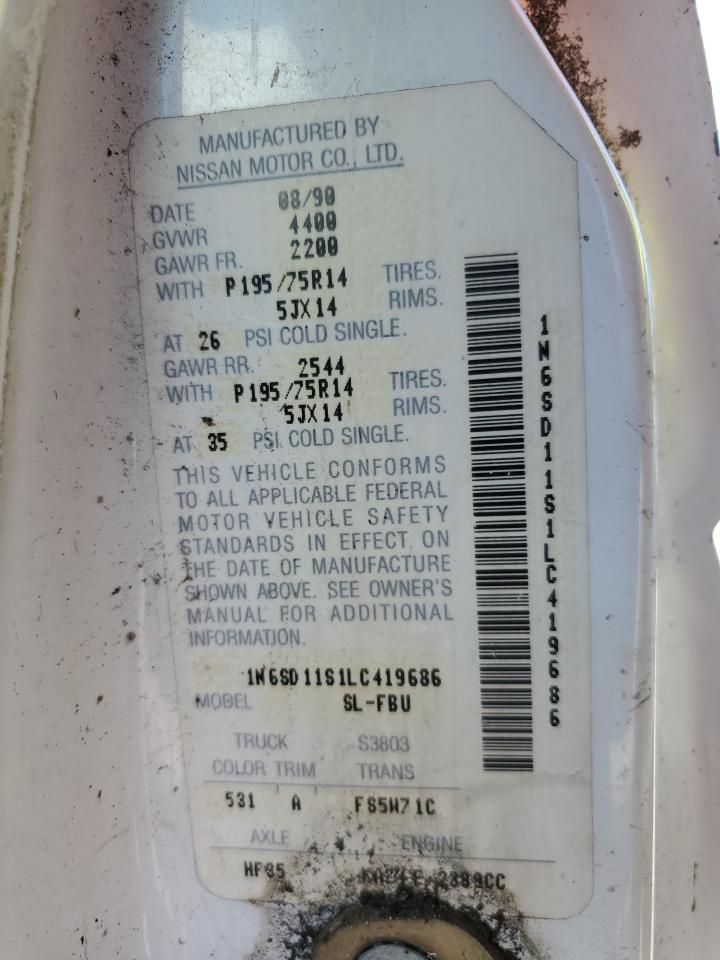 MANUFACTURED BY
NISSAN MOTOR CO., LTD.
DATE 08/90
GVWR 4400
GAWR FR. 2200
WITH P195/75R14 TIRES.
5JX14 RIMS.
AT 26 PSI COLD SINGLE.
GAWR RR. 2544
WITH P195/75R14 TIRES.
5JX14 RIMS.
AT 35 PSI COLD SINGLE.
THIS VEHICLE CONFORMS
TO ALL APPLICABLE FEDERAL
MOTOR VEHICLE SAFETY
STANDARDS IN EFFECT. ON
THE DATE OF MANUFACTURE
SHOWN ABOVE. SEE OWNER'S
MANUAL FOR ADDITIONAL
INFORMATION.
1N6SD11S1LC419686
MODEL SL-FBU
TRUCK S3803
COLOR TRIM TRANS
531 A FS5W71C
AXLE ENGINE
2389CC
1N6SD11S1LC419686